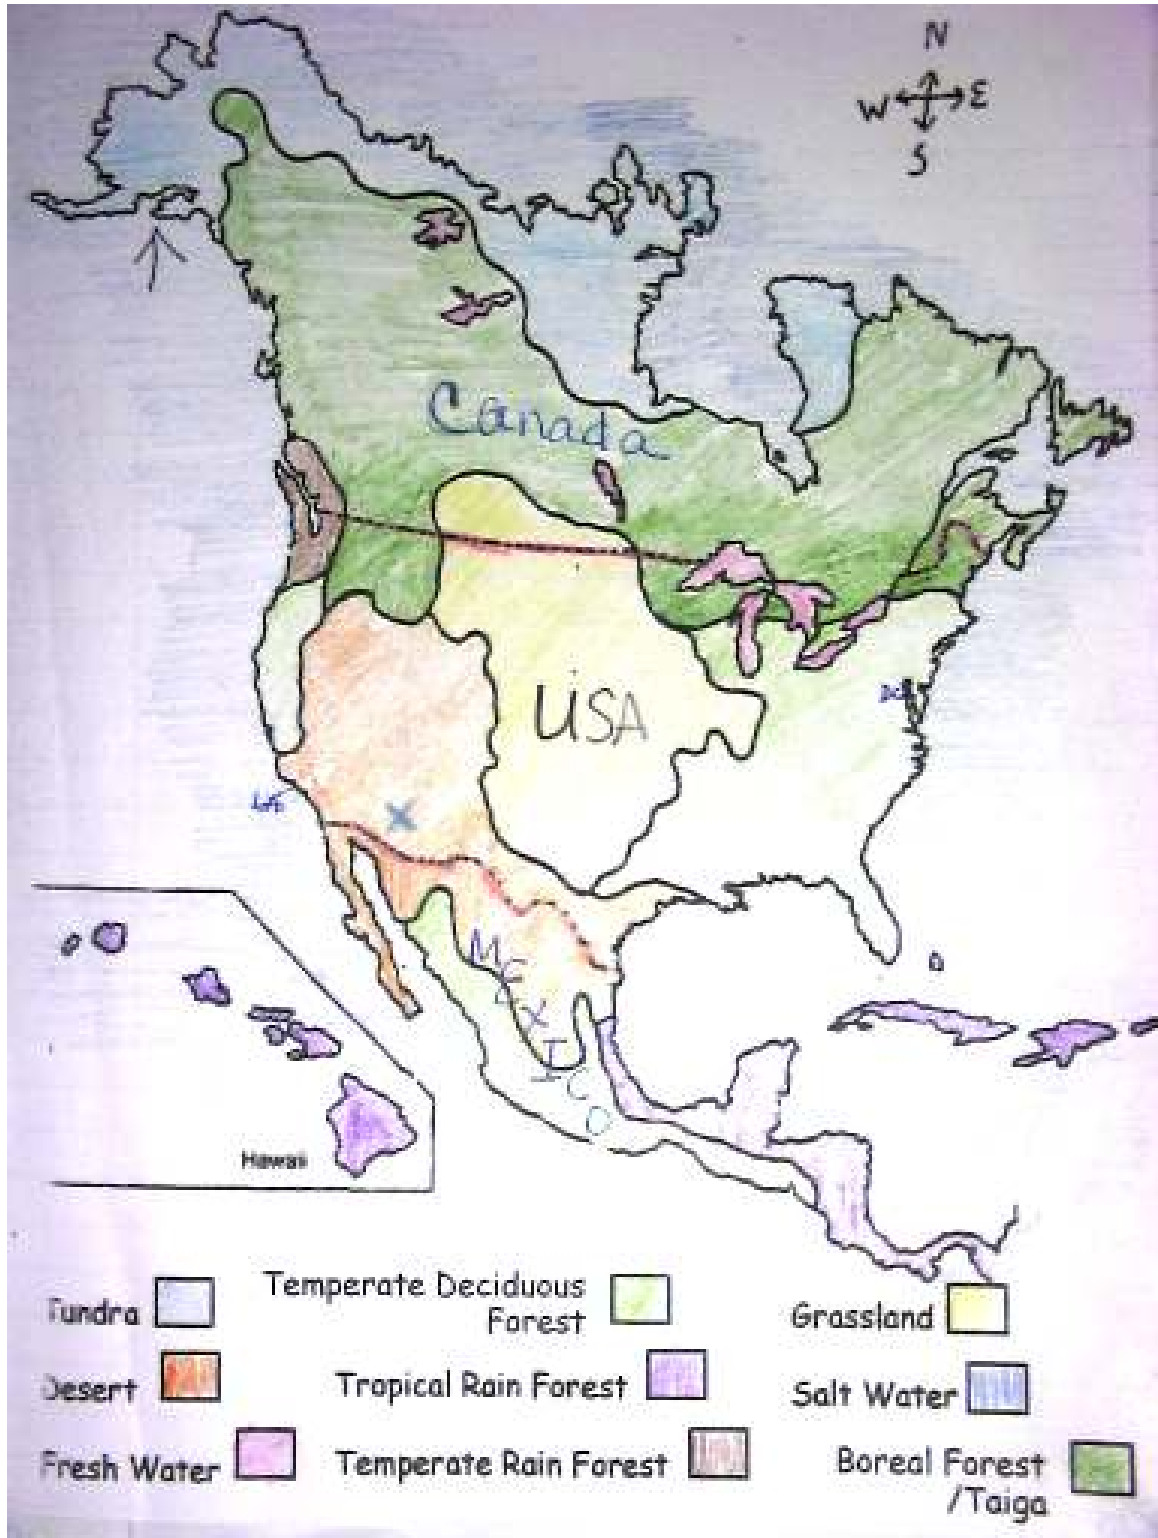 N
W E
S
Canada
USA
DC
MEXICO
Hawaii
Tundra
Temperate Deciduous
Forest
Grassland
Desert
Tropical Rain Forest
Salt Water
Fresh Water
Temperate Rain Forest
Boreal Forest
/Taiga
X